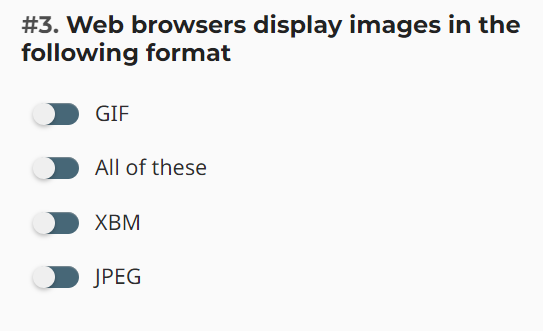 #3. Web browsers display images in the
following format
GIF
All of these
XBM
JPEG